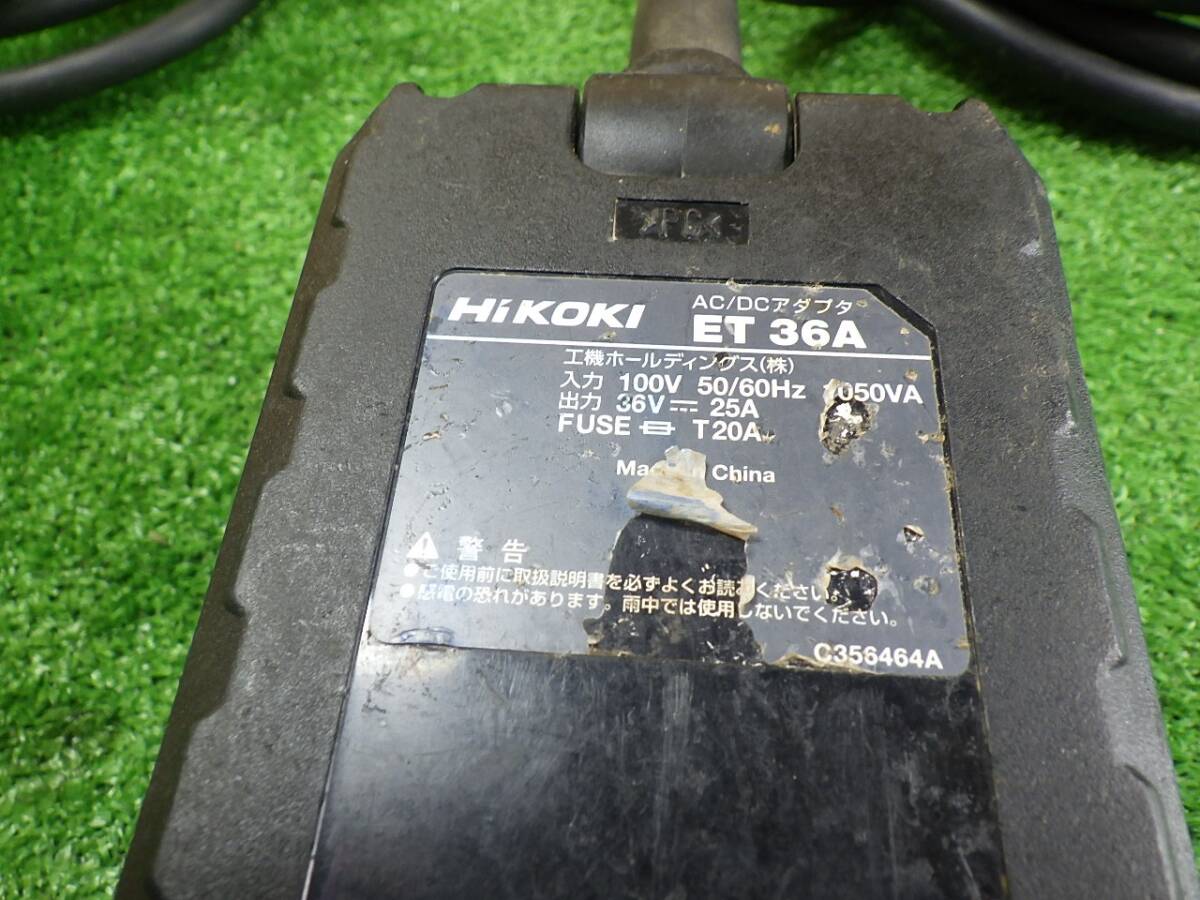 >PC<
HiKOKI
AC/DCアダプタ
ET 36A
工機ホールディングス(株)
入力 100V 50/60Hz 1050VA
出力 36V⎓25A
FUSE T20A
China
警告
●ご使用前に取扱説明書を必ずよくお読みください。
●感電の恐れがあります。雨中では使用しないでください。
C356464A